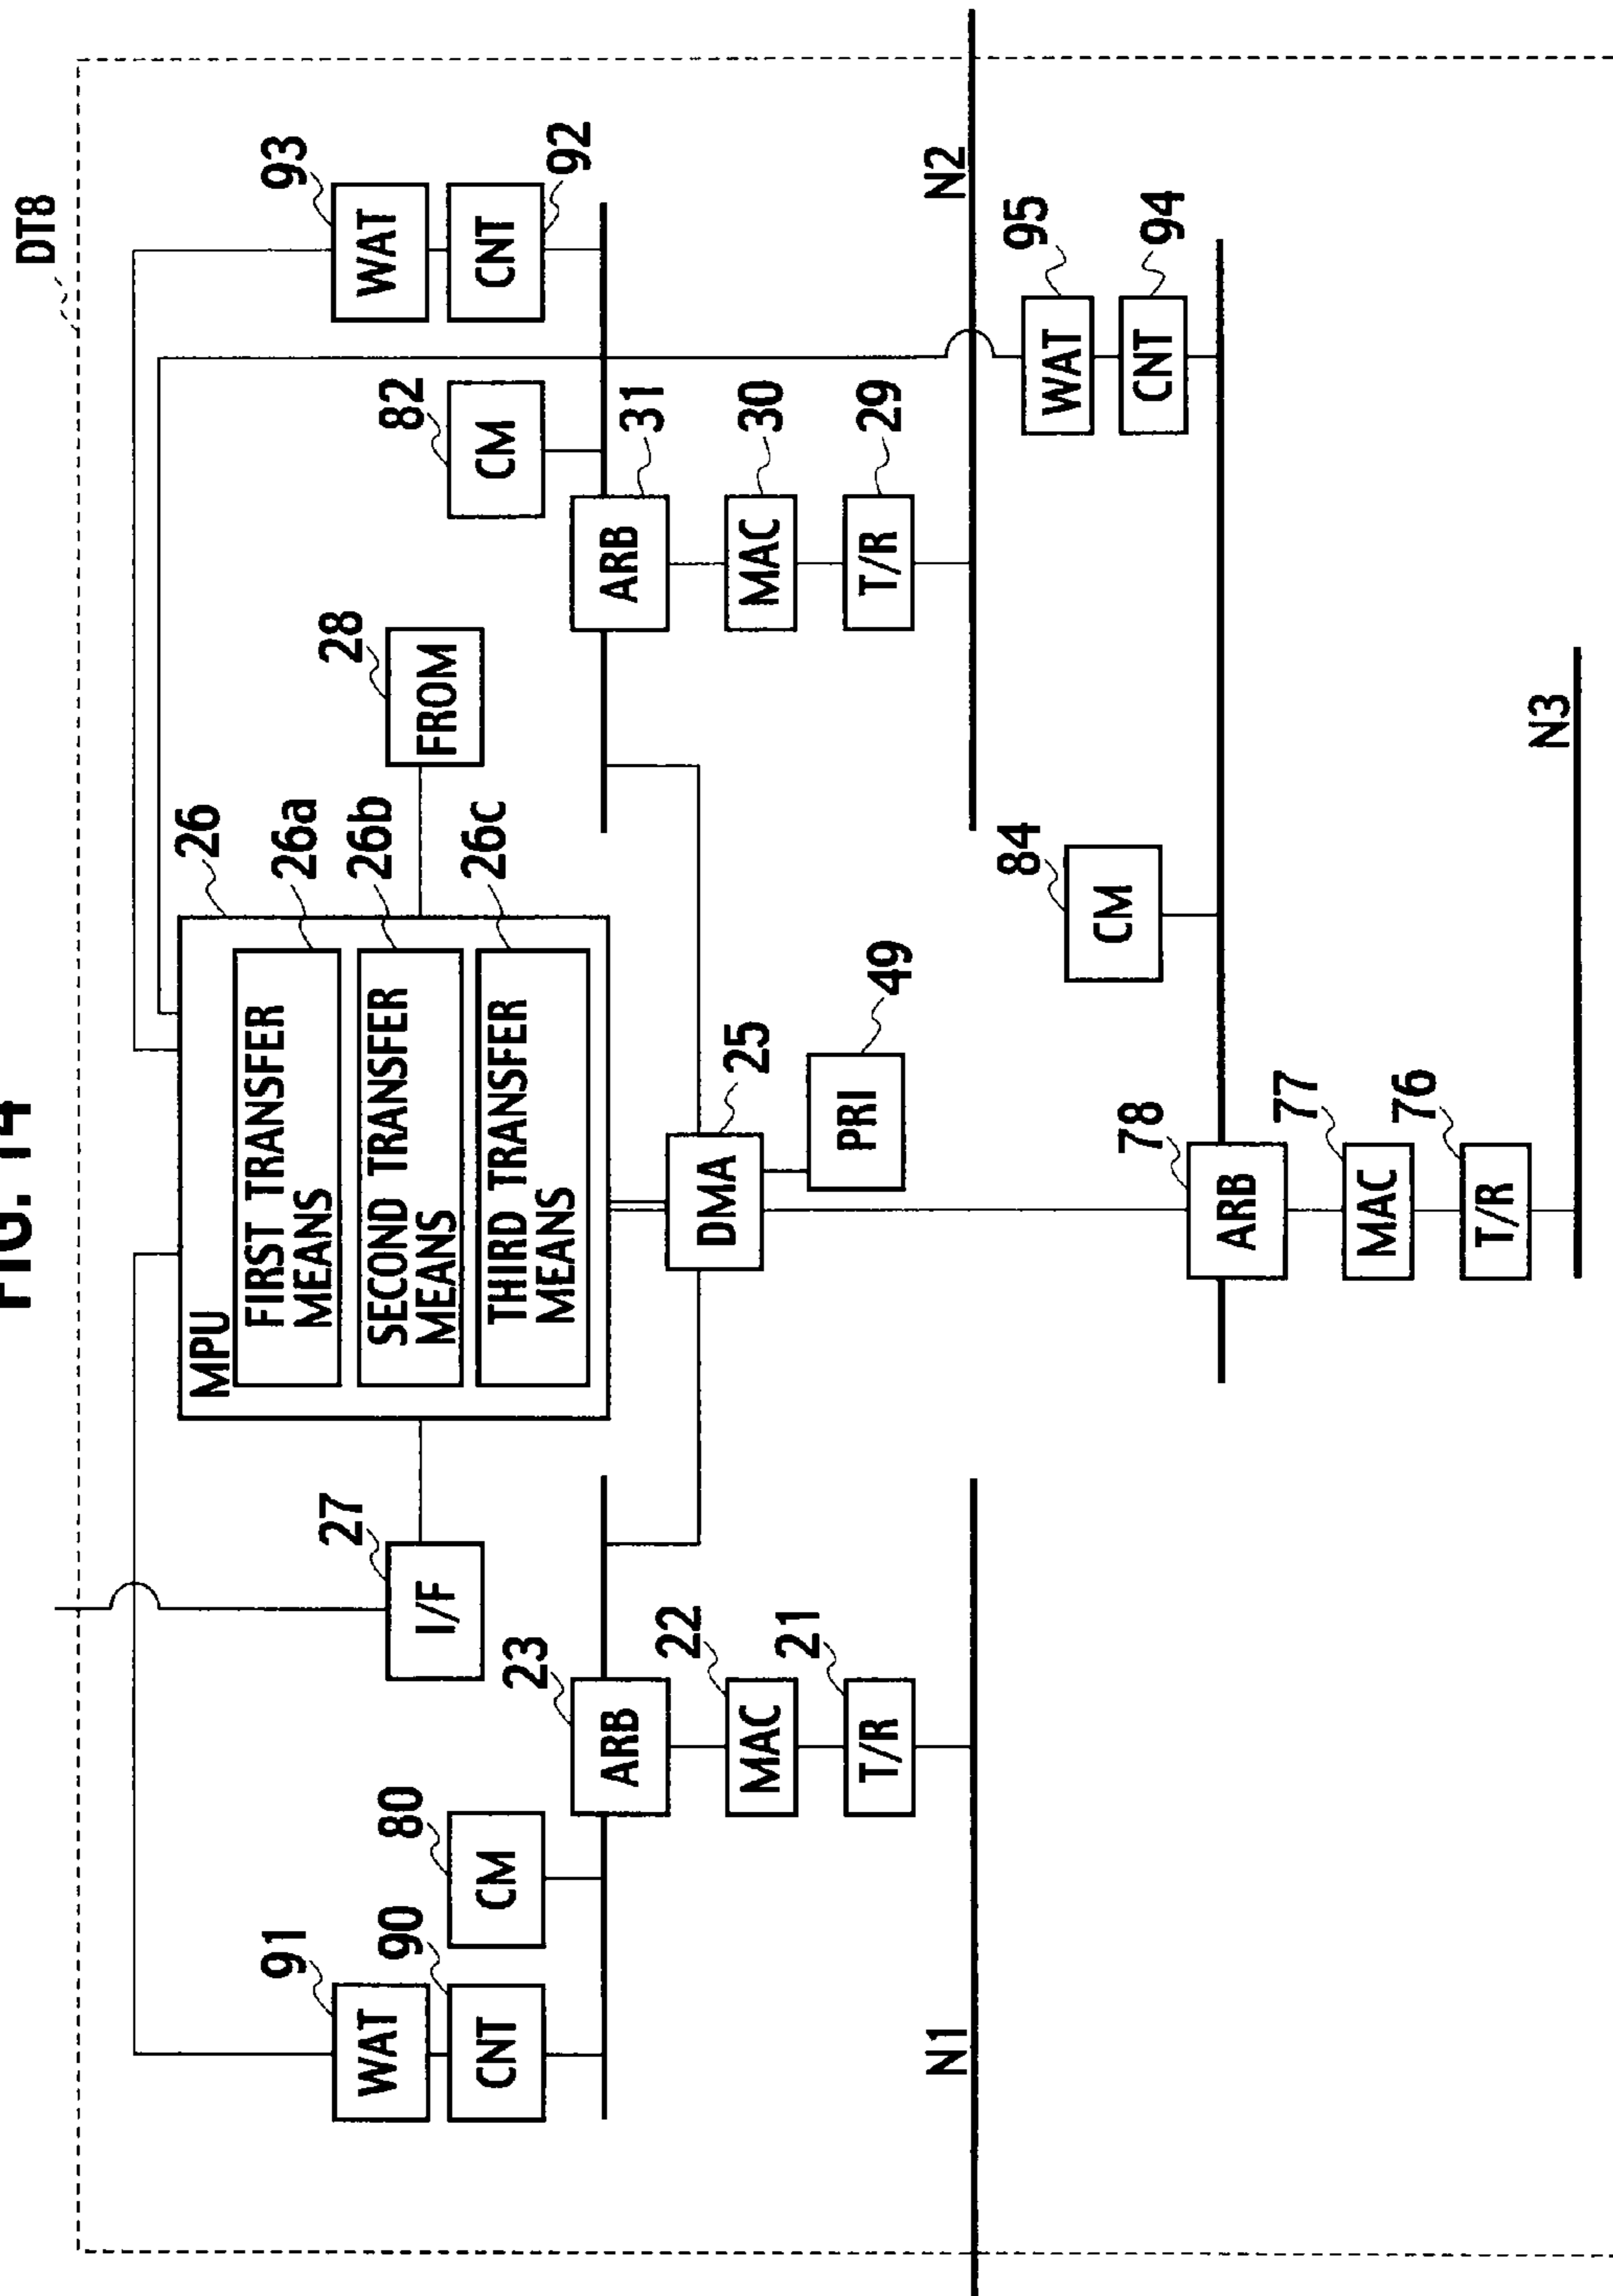 FIG. 14
DT8
91
WAT
90
CNT
80
CM
23
ARB
22
MAC
21
T/R
N1
27
I/F
26
MPU
26a
FIRST TRANSFER
MEANS
26b
SECOND TRANSFER
MEANS
26c
THIRD TRANSFER
MEANS
28
FROM
25
DMA
49
PRI
93
WAT
92
CNT
82
CM
31
ARB
30
MAC
29
T/R
N2
95
WAT
94
CNT
84
CM
78
ARB
77
MAC
76
T/R
N3